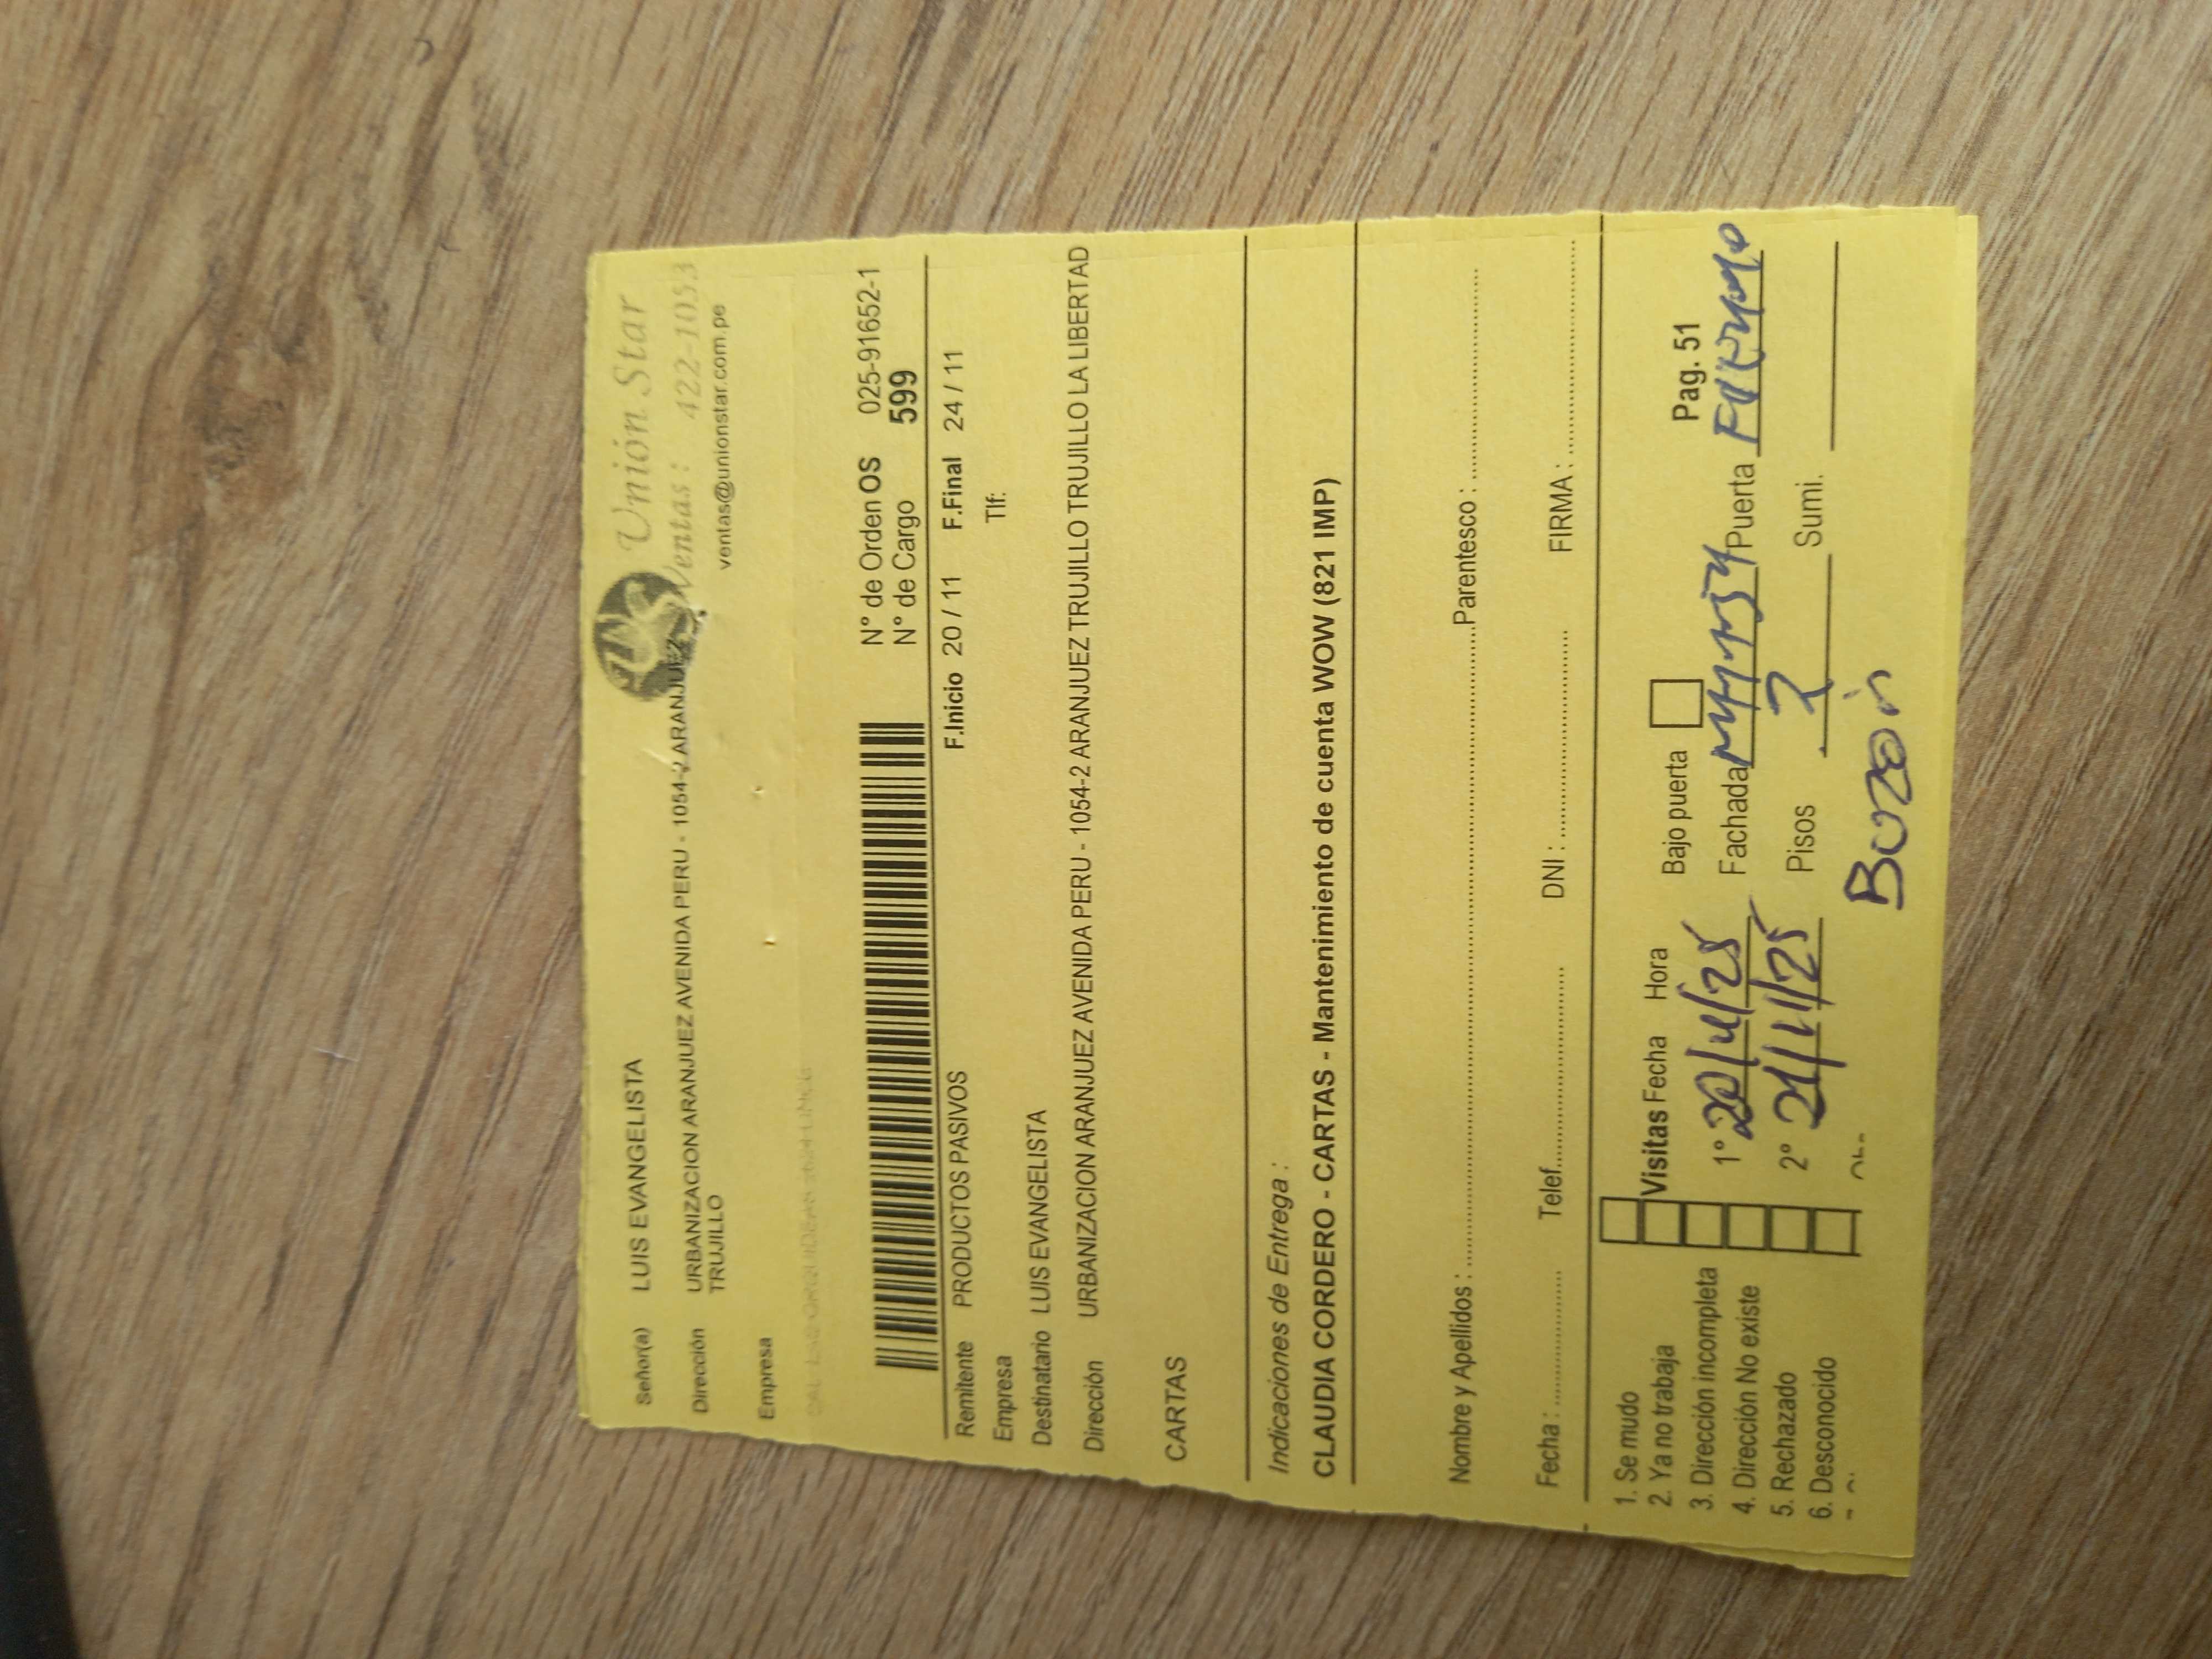 Unión Star
Señor(a) LUIS EVANGELISTA
Ventas: 422-1053
Dirección URBANIZACION ARANJUEZ AVENIDA PERU - 1054-2 ARANJUEZ
TRUJILLO
ventas@unionstar.com.pe
Empresa
N° de Orden OS 025-91652-1
N° de Cargo 599
Remitente PRODUCTOS PASIVOS F.Inicio 20 / 11 F.Final 24 / 11
Empresa Tlf:
Destinatario LUIS EVANGELISTA
Dirección URBANIZACION ARANJUEZ AVENIDA PERU - 1054-2 ARANJUEZ TRUJILLO TRUJILLO LA LIBERTAD
CARTAS
Indicaciones de Entrega :
CLAUDIA CORDERO - CARTAS - Mantenimiento de cuenta WOW (821 IMP)
Nombre y Apellidos : Parentesco :
Fecha : Telef. DNI : FIRMA :
1. Se mudo
2. Ya no trabaja Visitas Fecha Hora Bajo puerta Pag. 51
3. Dirección incompleta 1° 20/11/25 Fachada Puerta
4. Dirección No existe
5. Rechazado 2° 21/11/25 Pisos 2 Sumi.
6. Desconocido
Buzón